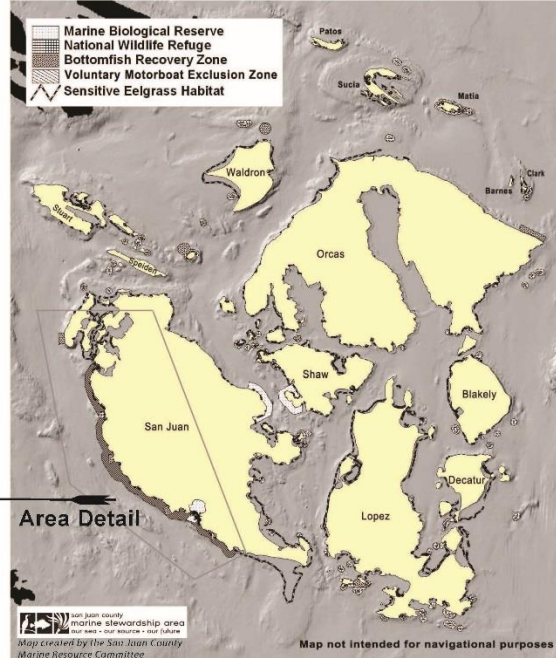 Marine Biological Reserve
National Wildlife Refuge
Bottomfish Recovery Zone
Voluntary Motorboat Exclusion Zone
Sensitive Eelgrass Habitat
Patos
Sucia
Matia
Waldron
Clark
Barnes
Stuart
Speiden
Orcas
Shaw
Blakely
San Juan
Decatur
Lopez
Area Detail
san juan county
marine stewardship area
our sea • our source • our future
Map created by the San Juan County
Marine Resource Committee
Map not intended for navigational purposes